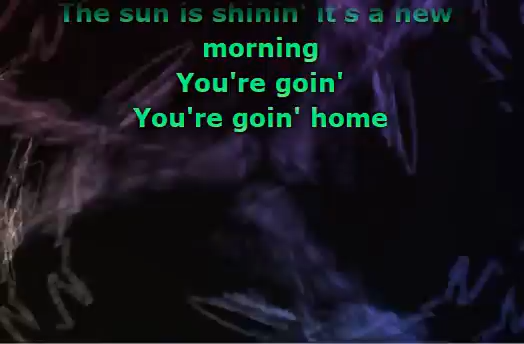 The sun is shinin' it's a new
morning
You're goin'
You're goin' home